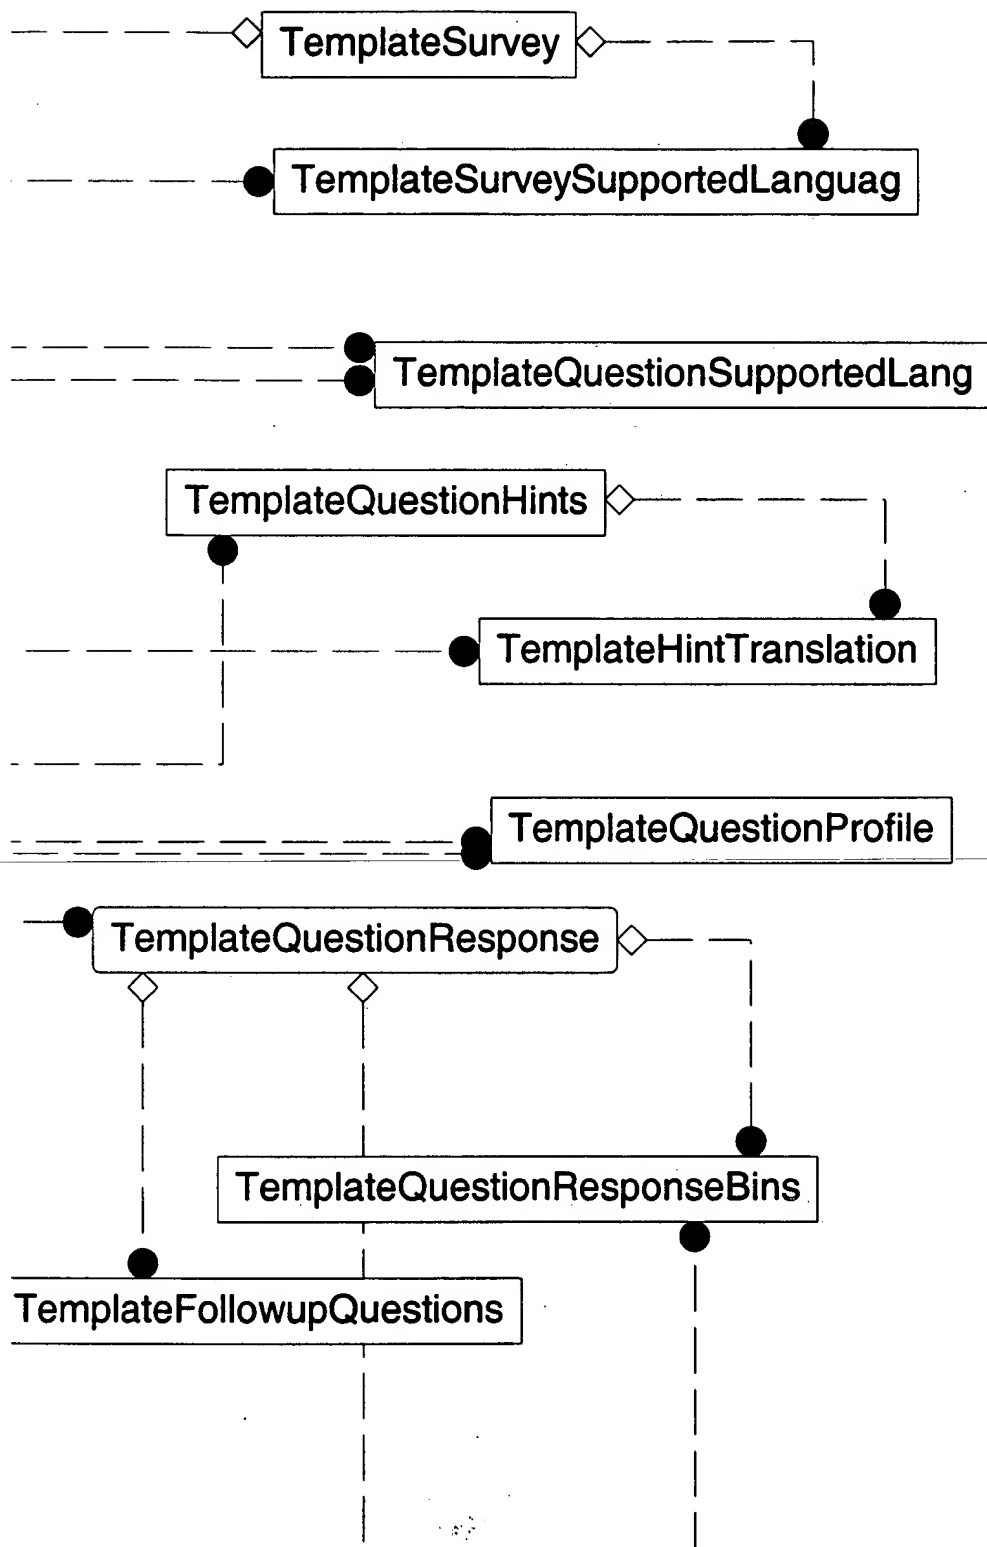 TemplateSurvey
TemplateSurveySupportedLanguag
TemplateQuestionSupportedLang
TemplateQuestionHints
TemplateHintTranslation
TemplateQuestionProfile
TemplateQuestionResponse
TemplateQuestionResponseBins
TemplateFollowupQuestions